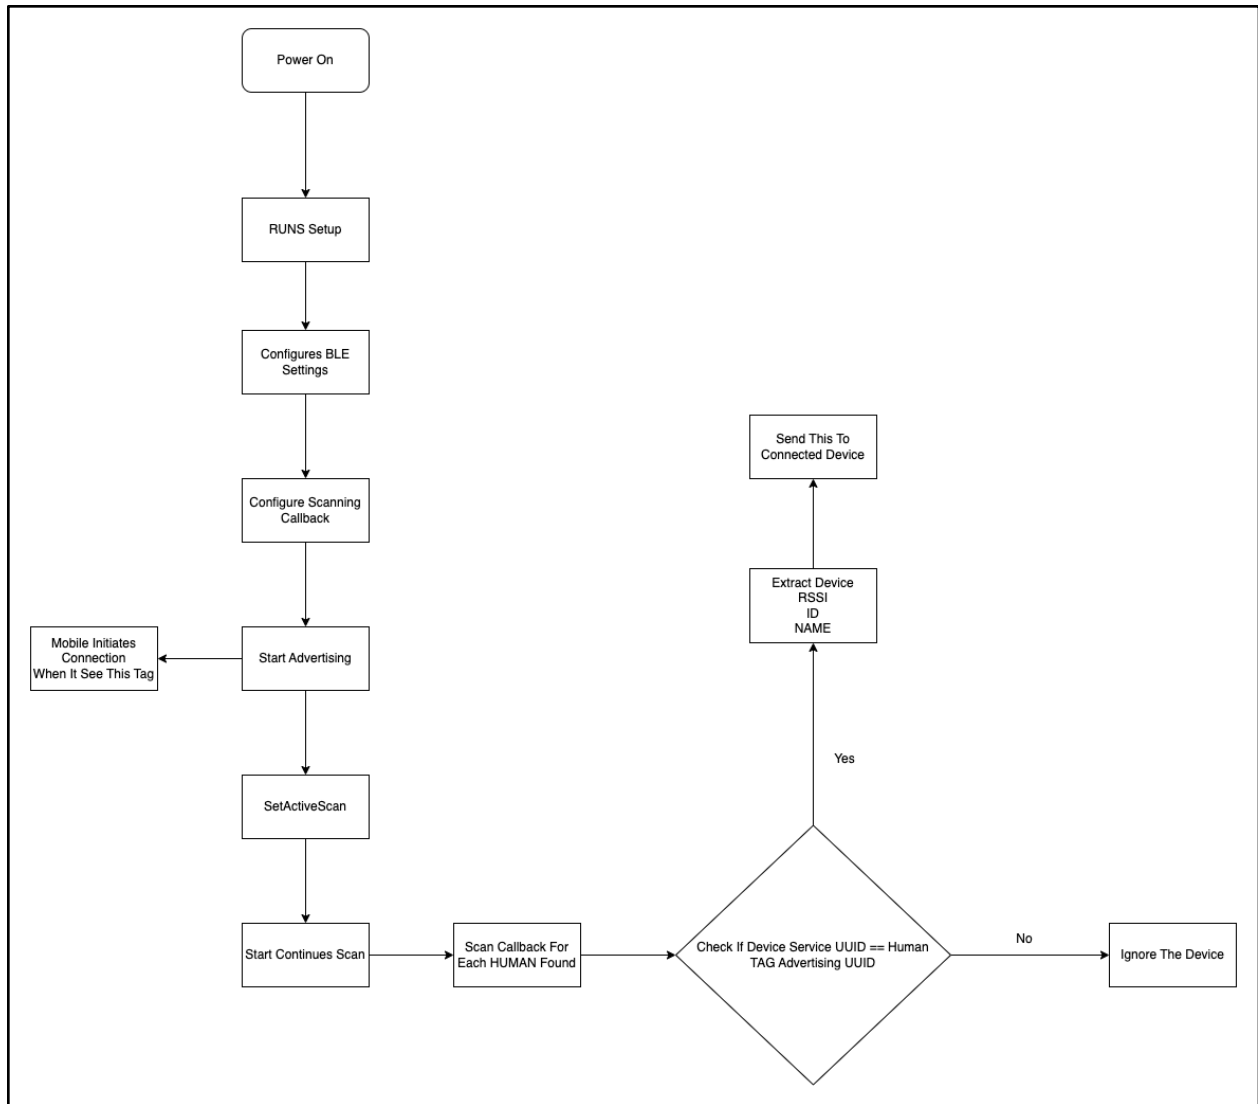 Power On
RUNS Setup
Configures BLE
Settings
Configure Scanning
Callback
Mobile Initiates
Connection
When It See This Tag
Start Advertising
SetActiveScan
Start Continues Scan
Scan Callback For
Each HUMAN Found
Check If Device Service UUID == Human
TAG Advertising UUID
Yes
Extract Device
RSSI
ID
NAME
Send This To
Connected Device
No
Ignore The Device